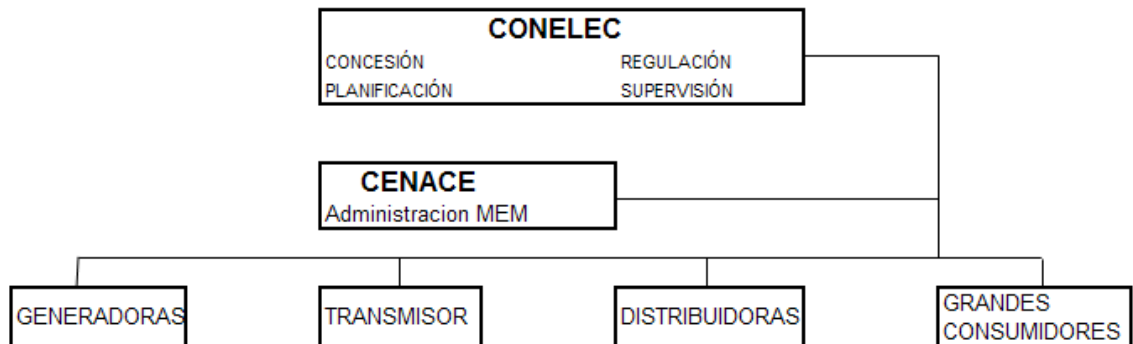 CONELEC
CONCESIÓN REGULACIÓN
PLANIFICACIÓN SUPERVISIÓN
CENACE
Administracion MEM
GENERADORAS
TRANSMISOR
DISTRIBUIDORAS
GRANDES
CONSUMIDORES